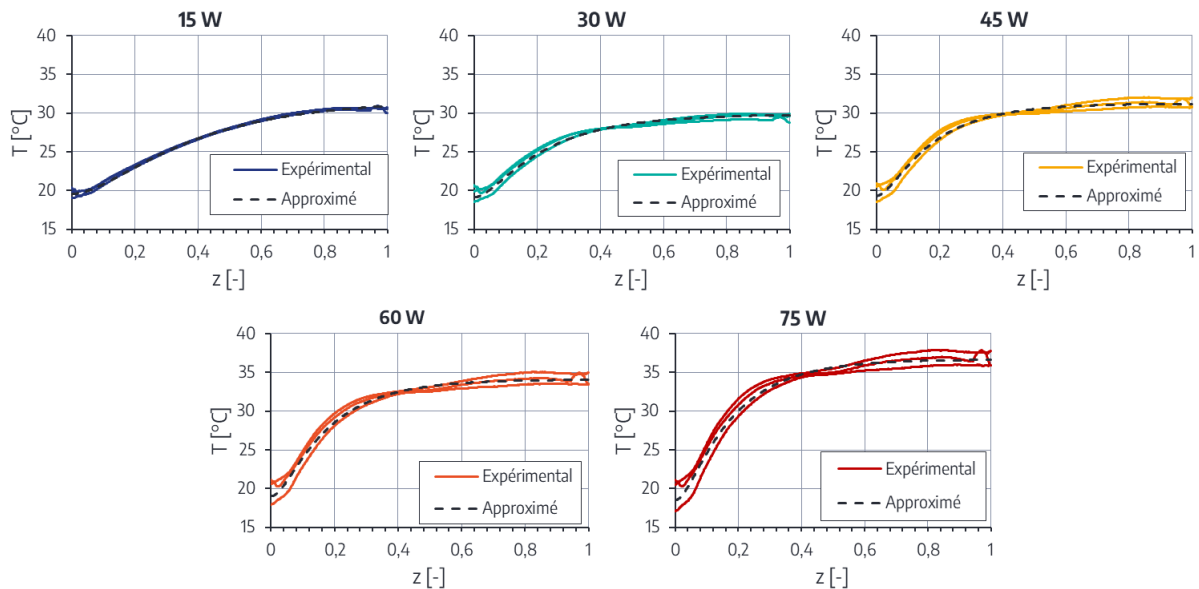 15 W
30 W
45 W
40
35
30
25
20
15
T [°C]
0
0,2
0,4
0,6
0,8
1
z [-]
Expérimental
Approximé
40
35
30
25
20
15
T [°C]
0
0,2
0,4
0,6
0,8
1
z [-]
Expérimental
Approximé
40
35
30
25
20
15
T [°C]
0
0,2
0,4
0,6
0,8
1
z [-]
Expérimental
Approximé
60 W
75 W
40
35
30
25
20
15
T [°C]
0
0,2
0,4
0,6
0,8
1
z [-]
Expérimental
Approximé
40
35
30
25
20
15
T [°C]
0
0,2
0,4
0,6
0,8
1
z [-]
Expérimental
Approximé